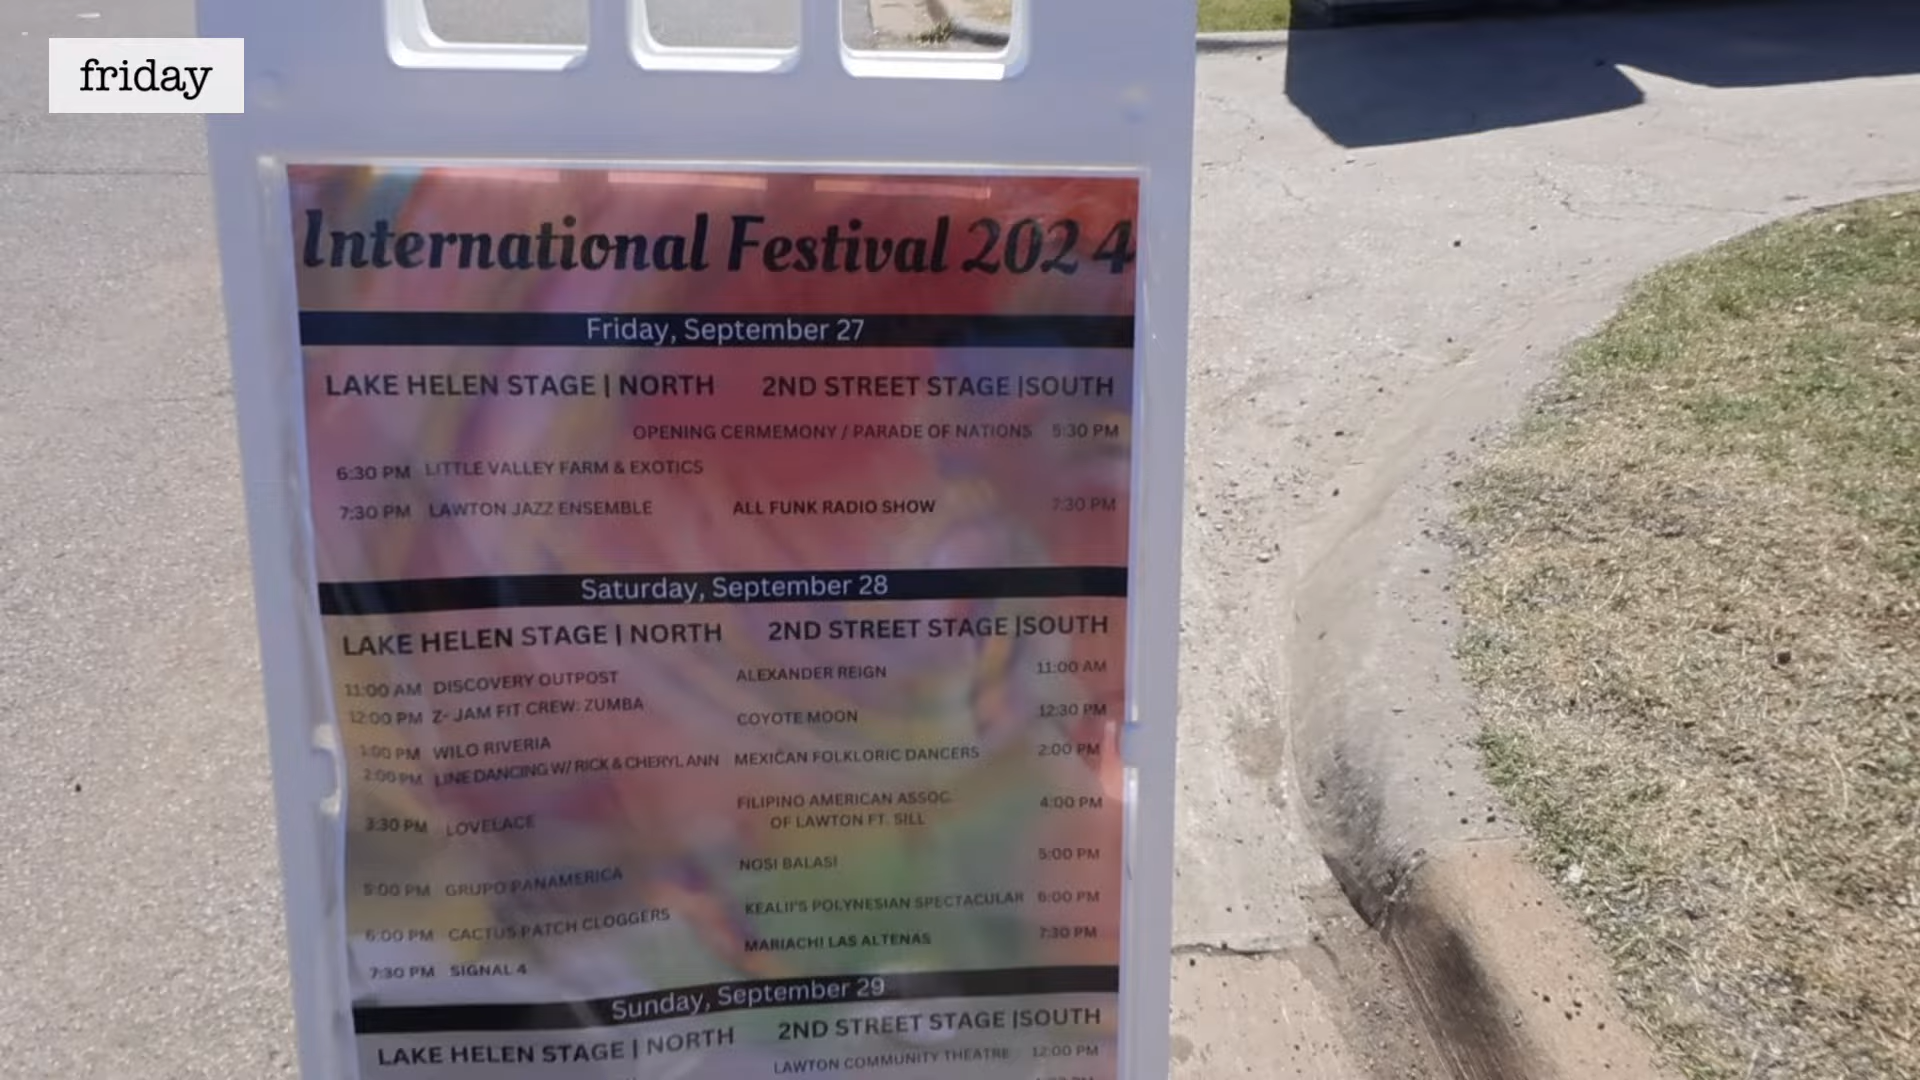 friday
International Festival 2024
Friday, September 27
LAKE HELEN STAGE | NORTH 2ND STREET STAGE |SOUTH
OPENING CERMEMONY / PARADE OF NATIONS 5:30 PM
6:30 PM LITTLE VALLEY FARM & EXOTICS
7:30 PM LAWTON JAZZ ENSEMBLE ALL FUNK RADIO SHOW 7:30 PM
Saturday, September 28
LAKE HELEN STAGE | NORTH 2ND STREET STAGE |SOUTH
11:00 AM DISCOVERY OUTPOST ALEXANDER REIGN 11:00 AM
12:00 PM Z- JAM FIT CREW: ZUMBA COYOTE MOON 12:30 PM
1:00 PM WILO RIVERIA
2:00 PM LINE DANCING W/ RICK & CHERYL ANN MEXICAN FOLKLORIC DANCERS 2:00 PM
3:30 PM LOVELACE FILIPINO AMERICAN ASSOC. 4:00 PM
OF LAWTON FT. SILL
5:00 PM GRUPO PANAMERICA NOSI BALASI 5:00 PM
6:00 PM CACTUS PATCH CLOGGERS KEALII'S POLYNESIAN SPECTACULAR 6:00 PM
7:30 PM SIGNAL 4 MARIACHI LAS ALTENAS 7:30 PM
Sunday, September 29
LAKE HELEN STAGE | NORTH 2ND STREET STAGE |SOUTH
LAWTON COMMUNITY THEATRE 12:00 PM